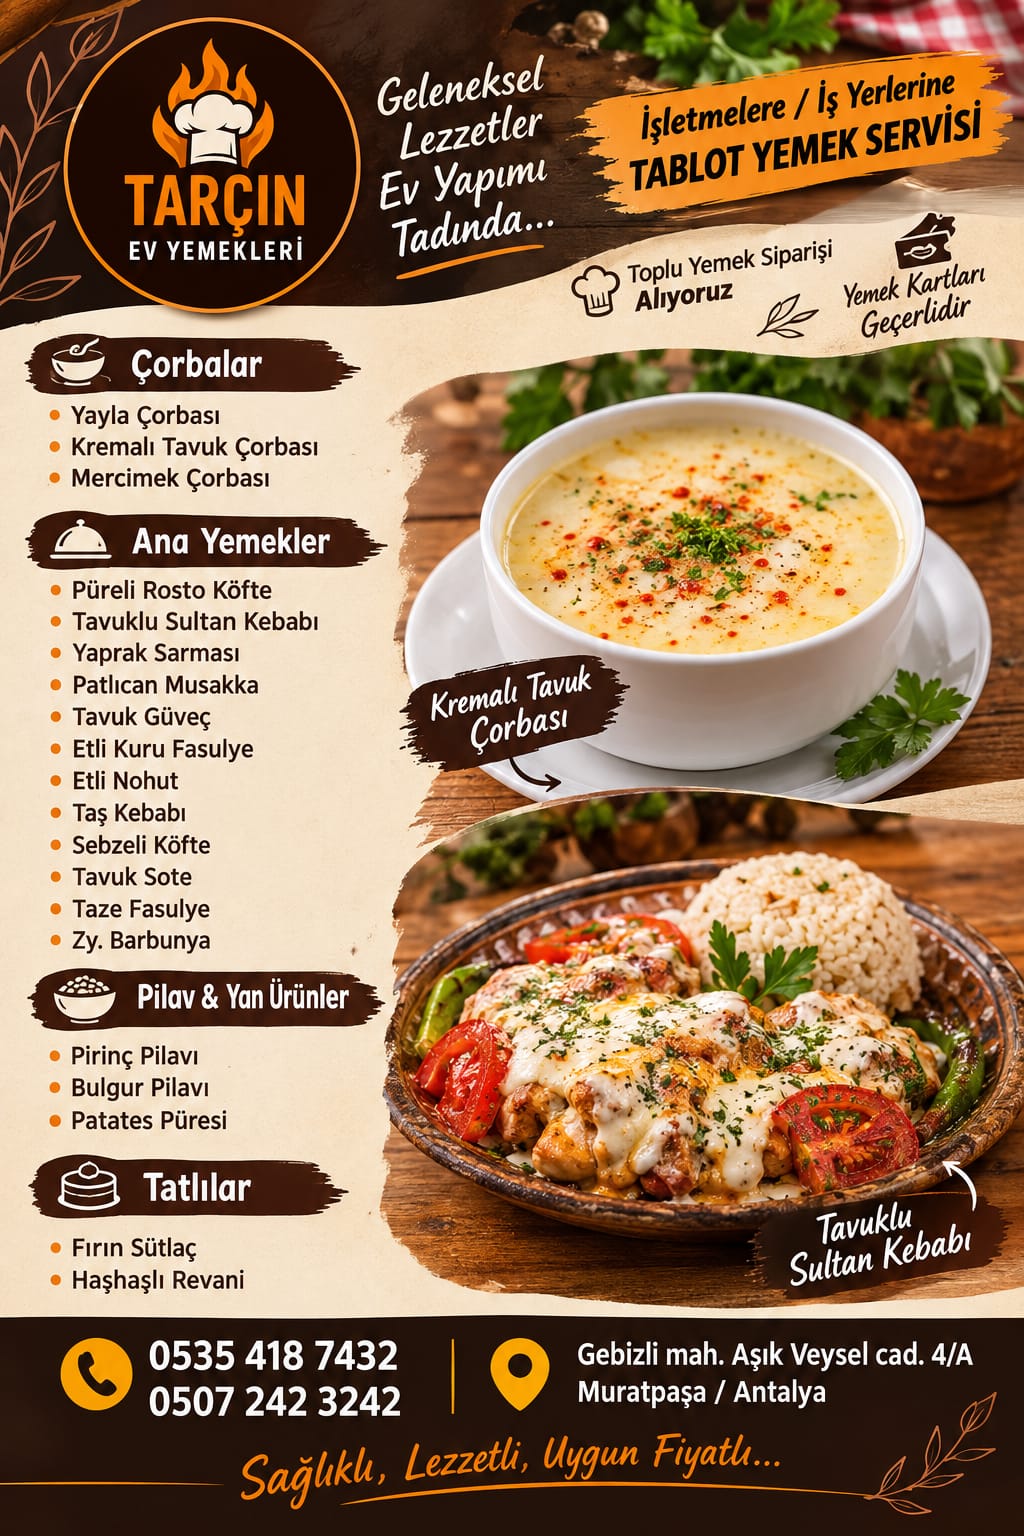 TARÇIN
EV YEMEKLERİ
Geleneksel
Lezzetler
Ev Yapımı
Tadında...
İşletmelere / İş Yerlerine
TABLOT YEMEK SERVİSİ
Toplu Yemek Siparişi
Alıyoruz
Yemek Kartları
Geçerlidir
Çorbalar
Yayla Çorbası
Kremalı Tavuk Çorbası
Mercimek Çorbası
Ana Yemekler
Püreli Rosto Köfte
Tavuklu Sultan Kebabı
Yaprak Sarması
Patlıcan Musakka
Tavuk Güveç
Etli Kuru Fasulye
Etli Nohut
Taş Kebabı
Sebzeli Köfte
Tavuk Sote
Taze Fasulye
Zy. Barbunya
Pilav & Yan Ürünler
Pirinç Pilavı
Bulgur Pilavı
Patates Püresi
Tatlılar
Fırın Sütlaç
Haşhaşlı Revani
Kremalı Tavuk
Çorbası
Tavuklu
Sultan Kebabı
0535 418 7432
0507 242 3242
Gebizli mah. Aşık Veysel cad. 4/A
Muratpaşa / Antalya
Sağlıklı, Lezzetli, Uygun Fiyatlı...